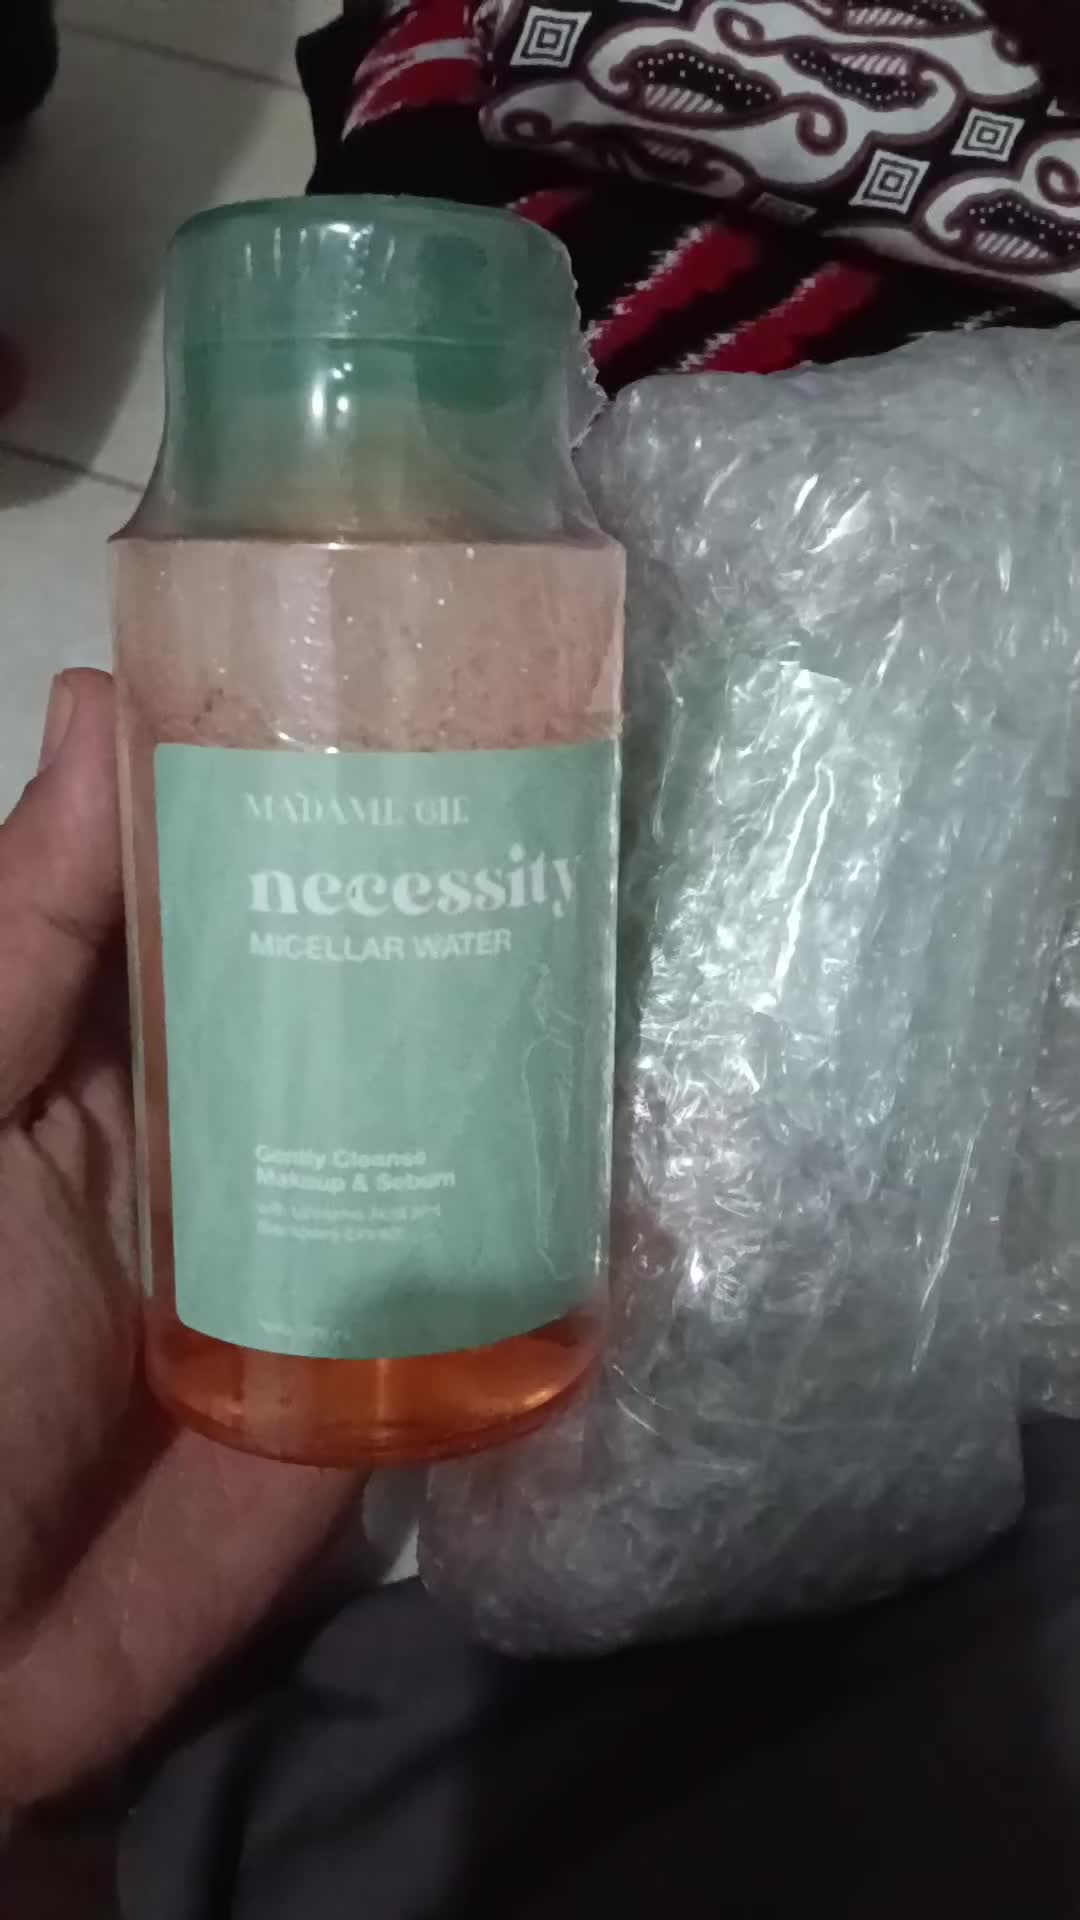 MADAME GIE
necessity
MICELLAR WATER
Gently Cleanse
Makeup & Sebum